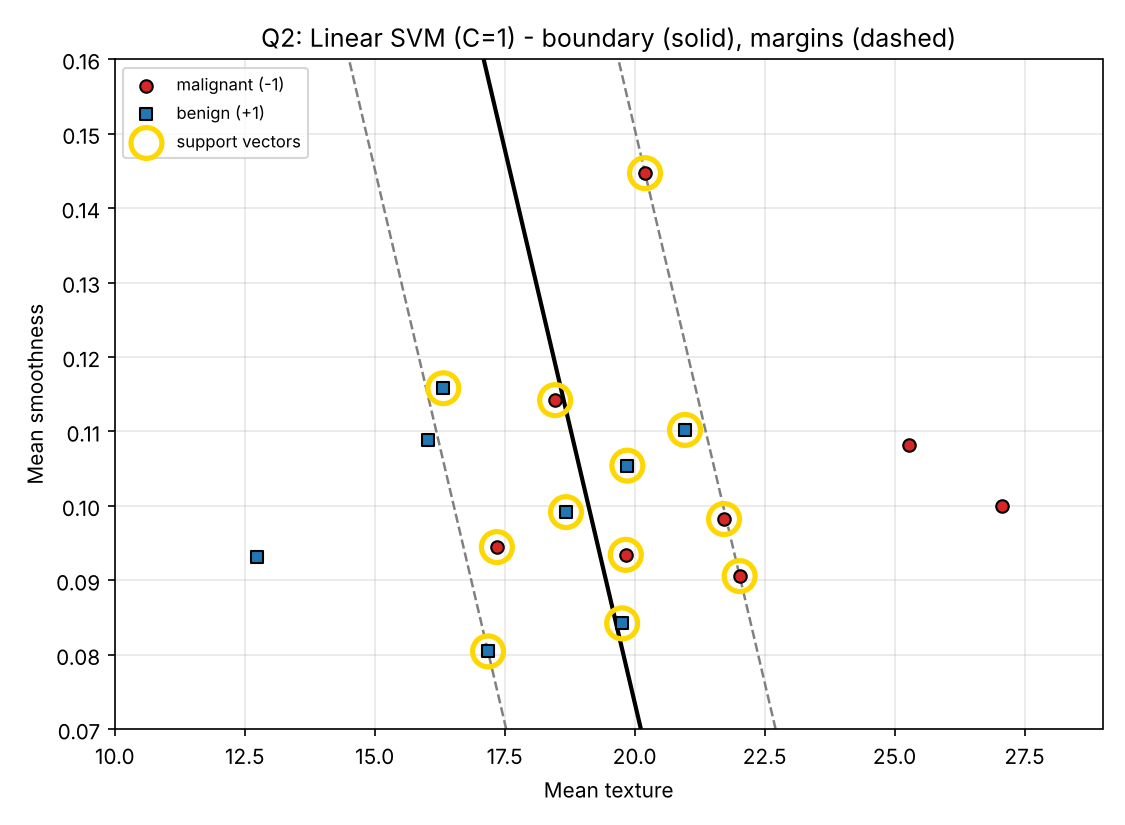 Q2: Linear SVM (C=1) - boundary (solid), margins (dashed)
malignant (-1)
benign (+1)
support vectors
Mean smoothness
0.16
0.15
0.14
0.13
0.12
0.11
0.10
0.09
0.08
0.07
10.0 12.5 15.0 17.5 20.0 22.5 25.0 27.5
Mean texture